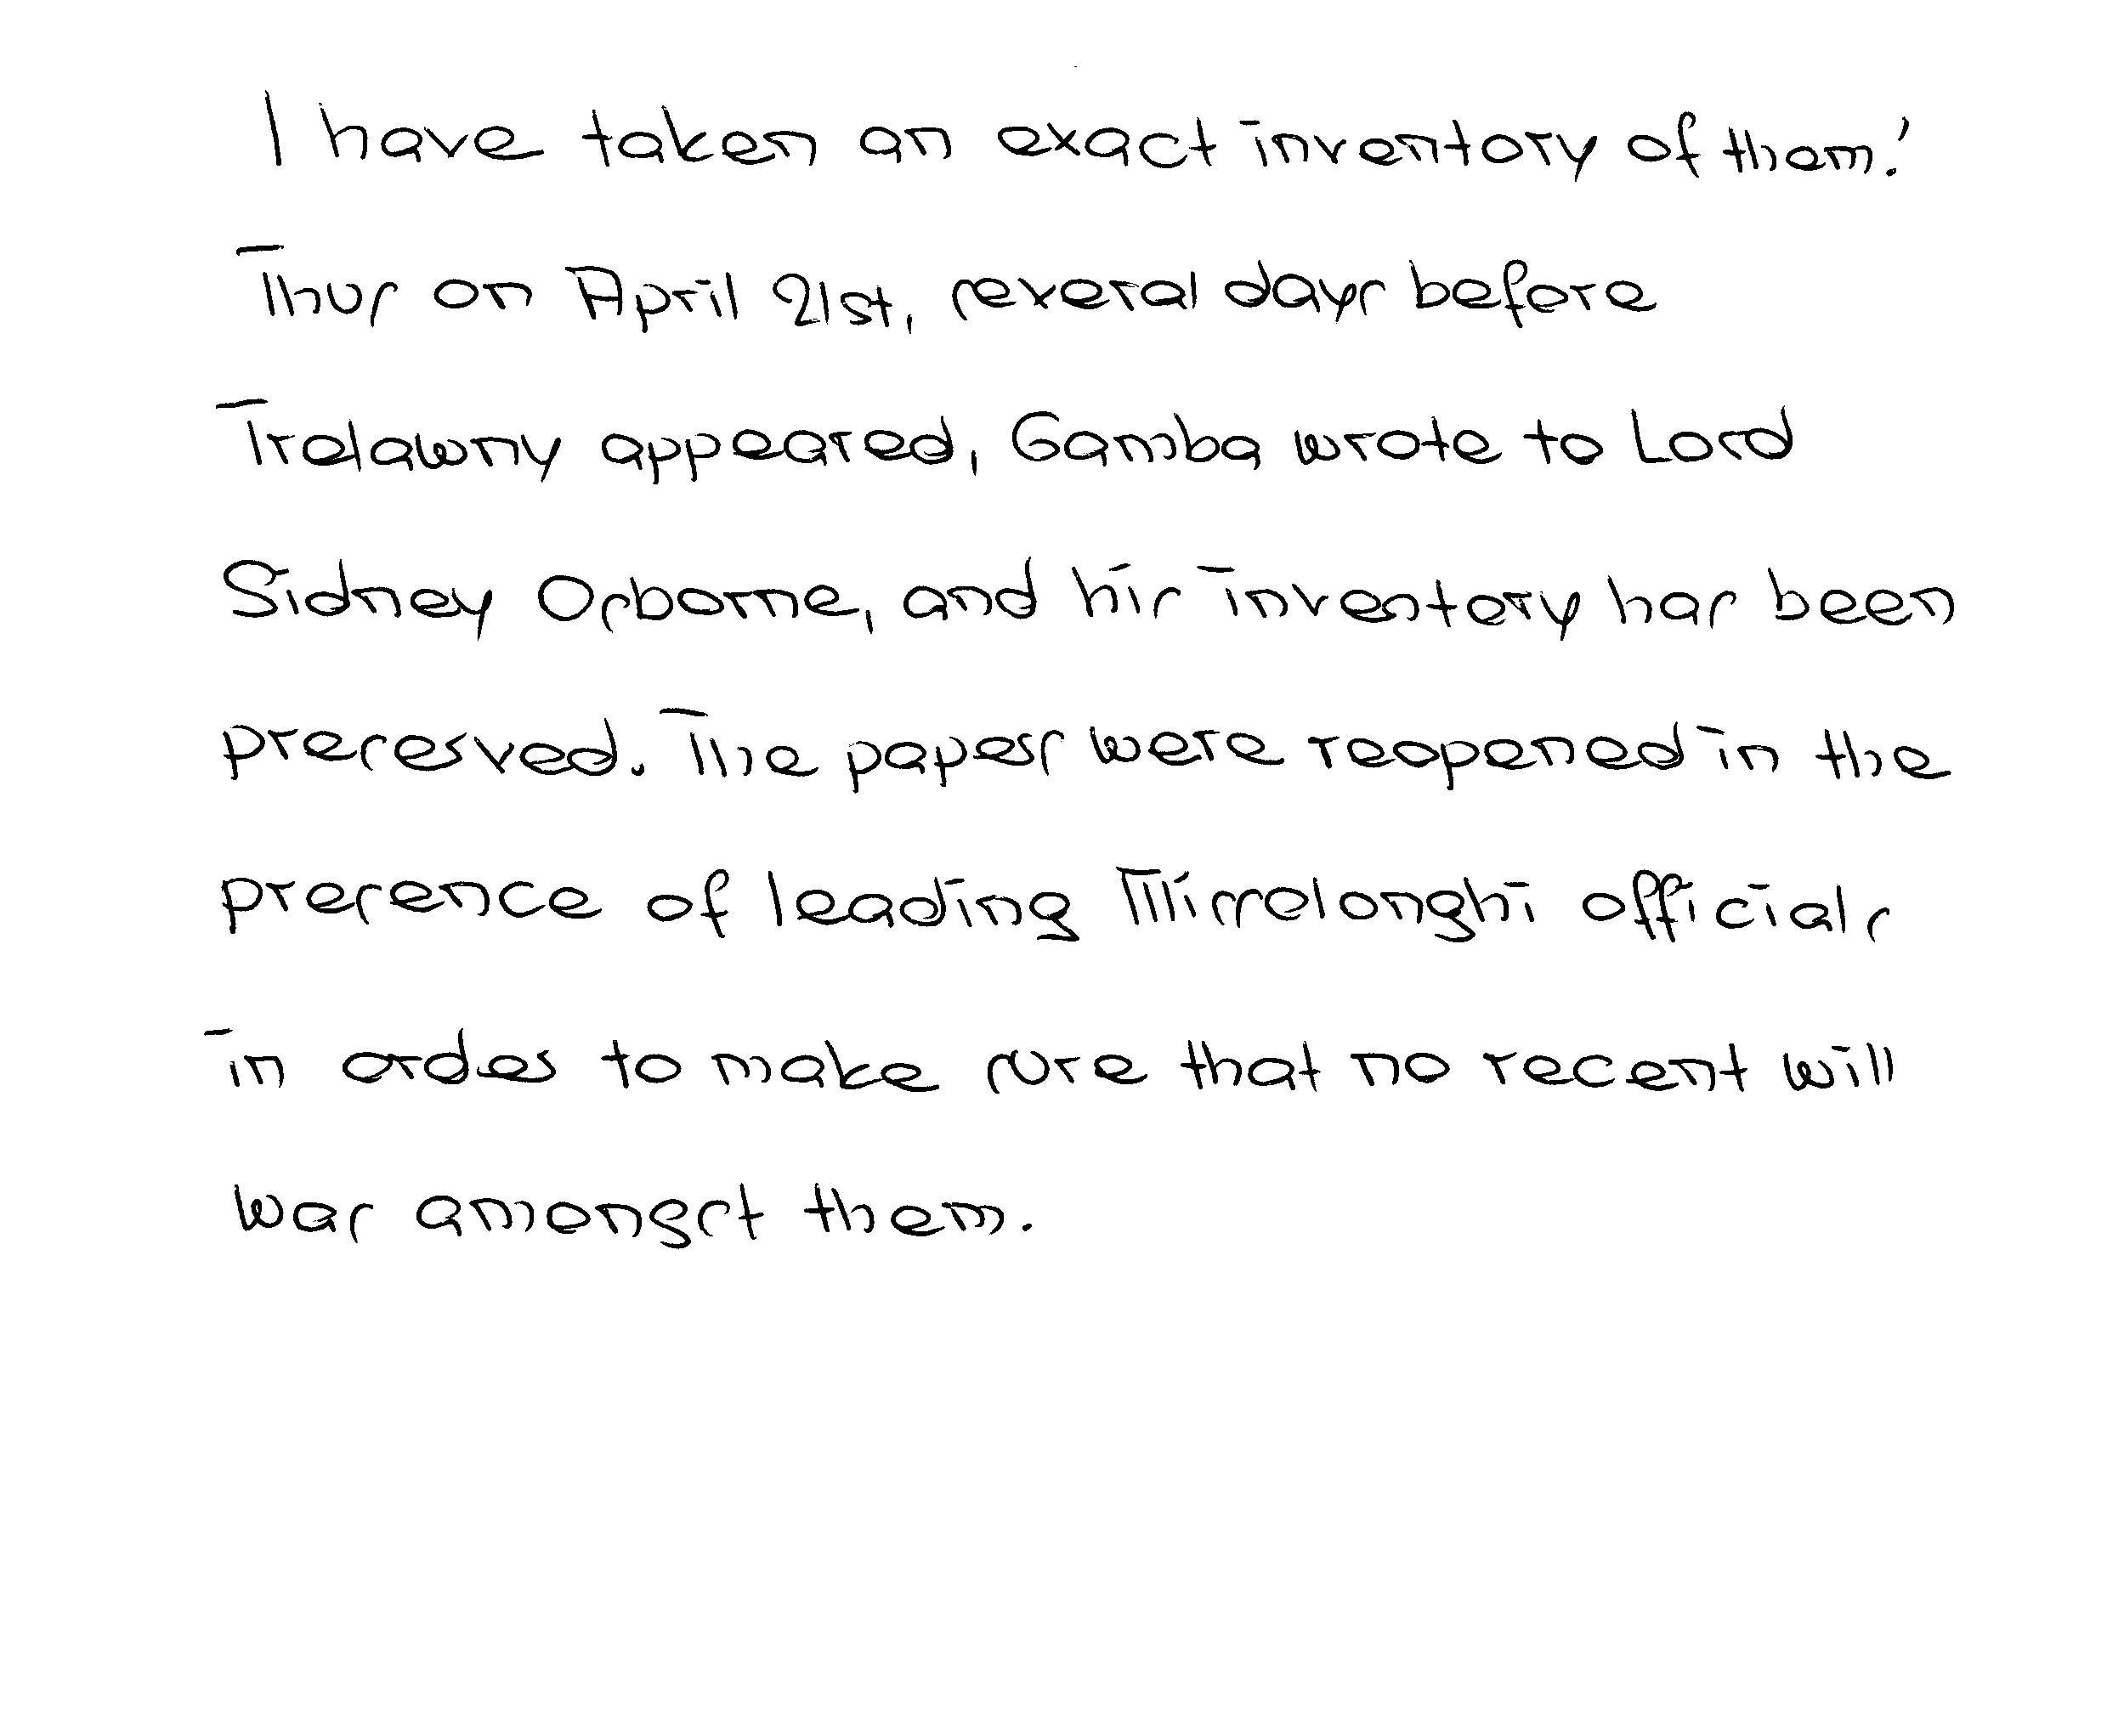 I have taken an exact inventory of them.'
Thus on April 21st, several days before
Trelawny appeared, Gamba wrote to Lord
Sidney Osborne, and his inventory has been
preserved. The papers were reopened in the
presence of leading Missolonghi officials
in order to make sure that no recent will
was amongst them.